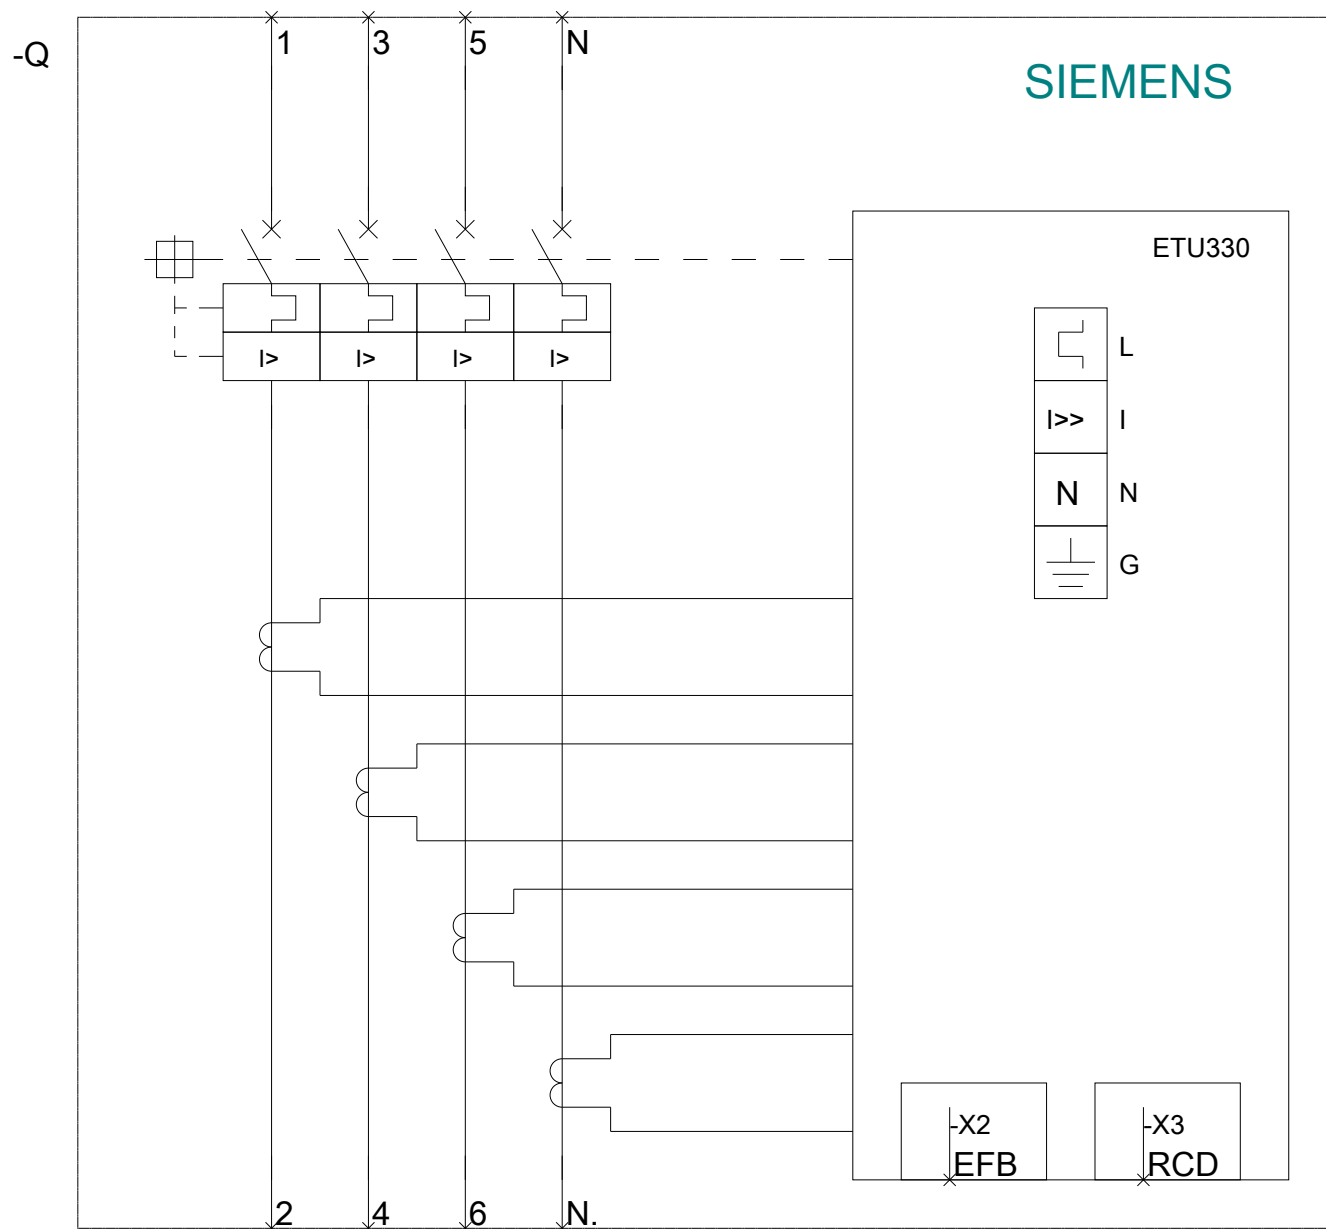 1 3 5 N
-Q
SIEMENS
ETU330
I> I> I> I>
L
I>> I
N N
G
-X2 -X3
EFB RCD
2 4 6 N.